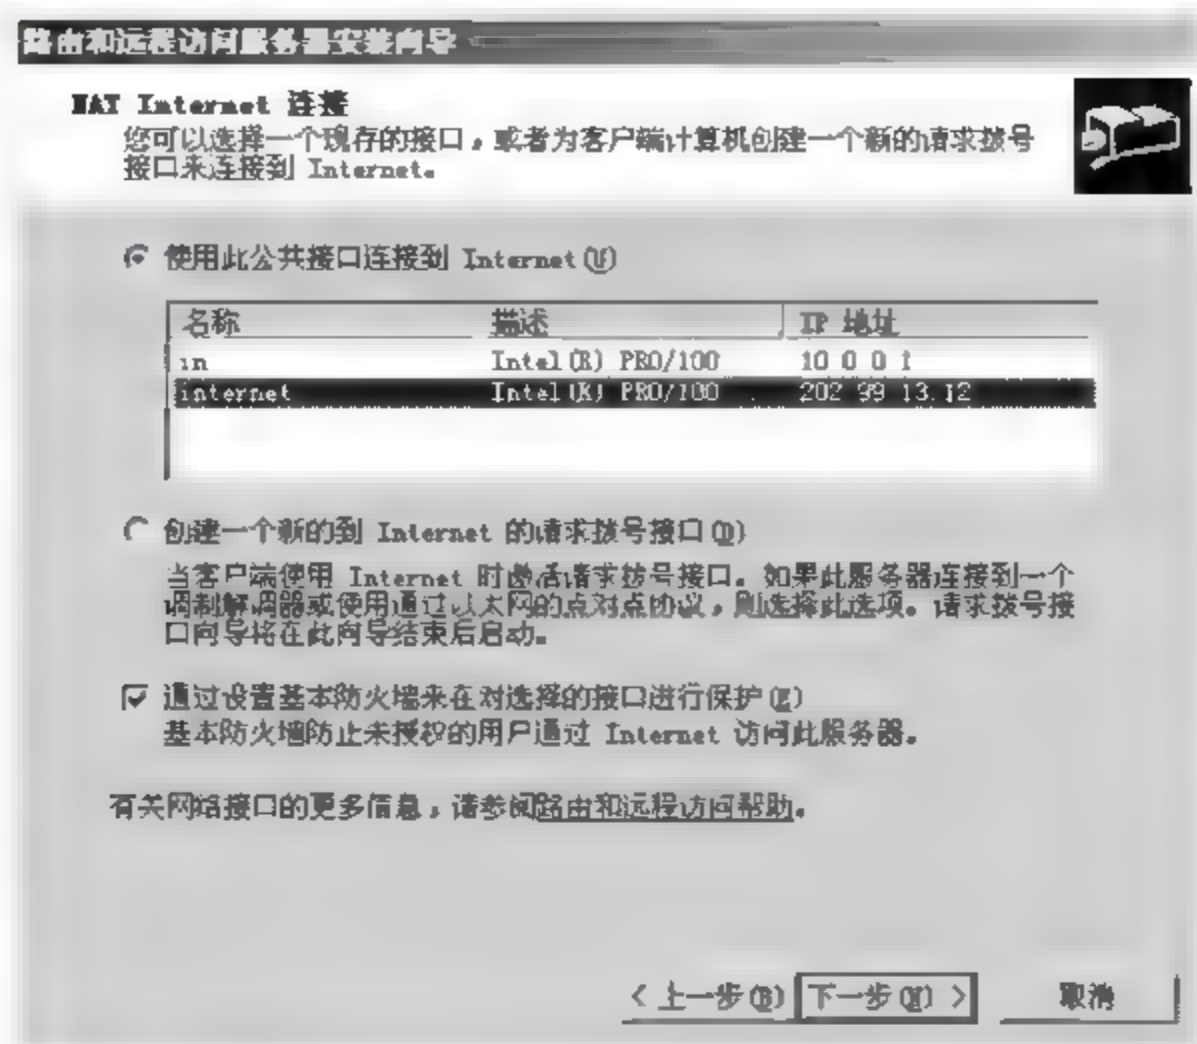 路由和远程访问服务器安装向导
NAT Internet 连接
您可以选择一个现存的接口，或者为客户端计算机创建一个新的请求拨号
接口来连接到 Internet。
使用此公共接口连接到 Internet(U)
名称 描述 IP 地址
in Intel(R) PRO/100 10 0 0 1
internet Intel(R) PRO/100 . 202 99 13.12
创建一个新的到 Internet 的请求拨号接口(D)
当客户端使用 Internet 时激活请求拨号接口。如果此服务器连接到一个
调制解调器或使用通过以太网的点对点协议，则选择此选项。请求拨号接
口向导将在此向导结束后启动。
通过设置基本防火墙来在对选择的接口进行保护(E)
基本防火墙防止未授权的用户通过 Internet 访问此服务器。
有关网络接口的更多信息，请参阅路由和远程访问帮助。
< 上一步(B) 下一步(N) > 取消